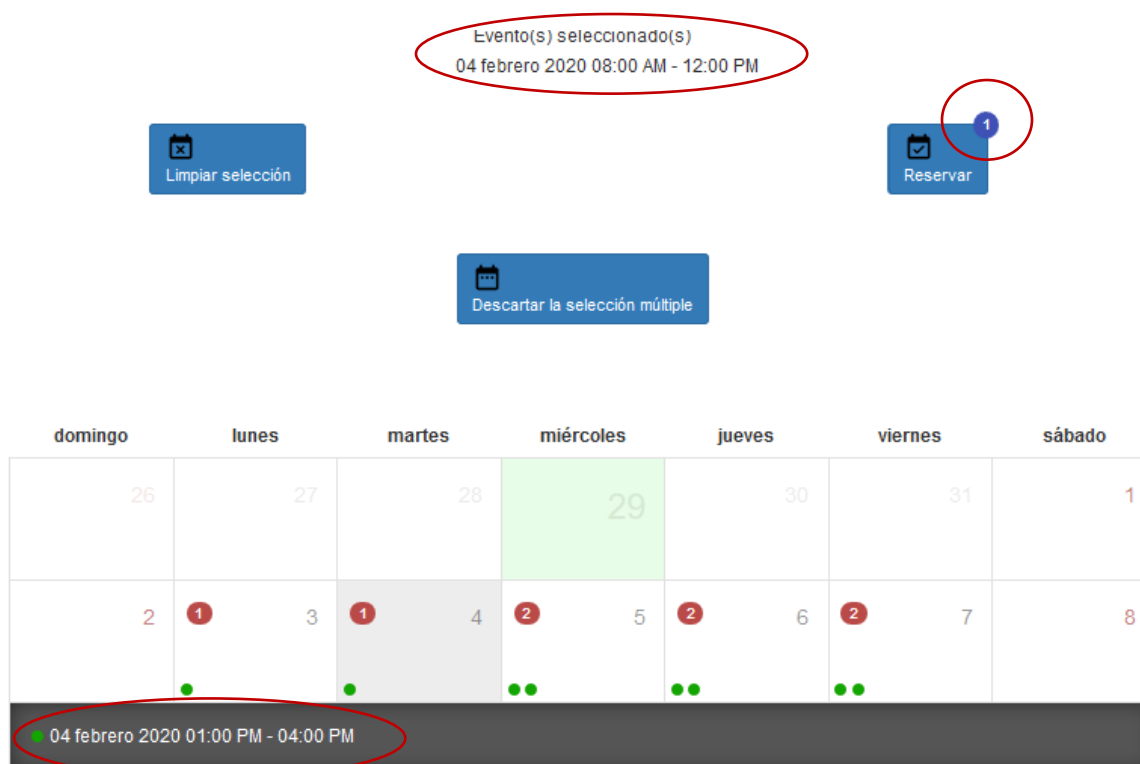 Evento(s) seleccionado(s)
04 febrero 2020 08:00 AM - 12:00 PM
1
Limpiar selección
Reservar
Descartar la selección múltiple
domingo lunes martes miércoles jueves viernes sábado
26 27 28 29 30 31 1
2 1 3 1 4 2 5 2 6 2 7 8
04 febrero 2020 01:00 PM - 04:00 PM